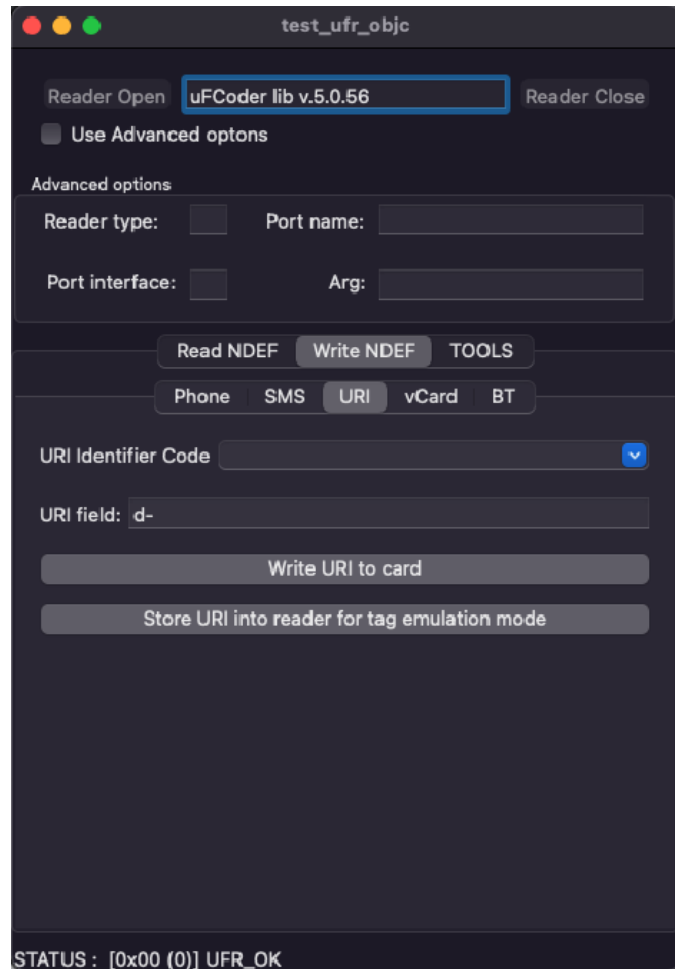 test_ufr_objc
Reader Open uFCoder lib v.5.0.56 Reader Close
Use Advanced optons
Advanced options
Reader type: Port name:
Port interface: Arg:
Read NDEF Write NDEF TOOLS
Phone SMS URI vCard BT
URI Identifier Code
URI field: d-
Write URI to card
Store URI into reader for tag emulation mode
STATUS : [0x00 (0)] UFR_OK